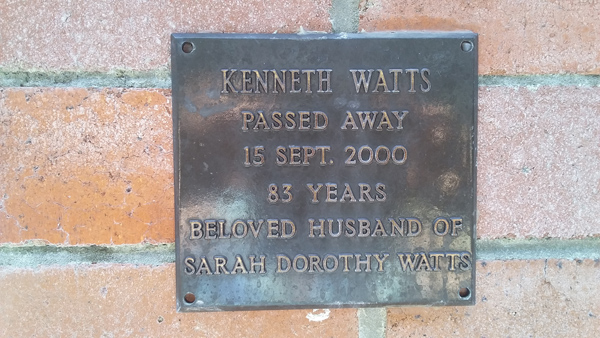 KENNETH WATTS
PASSED AWAY
15 SEPT. 2000
83 YEARS
BELOVED HUSBAND OF
SARAH DOROTHY WATTS